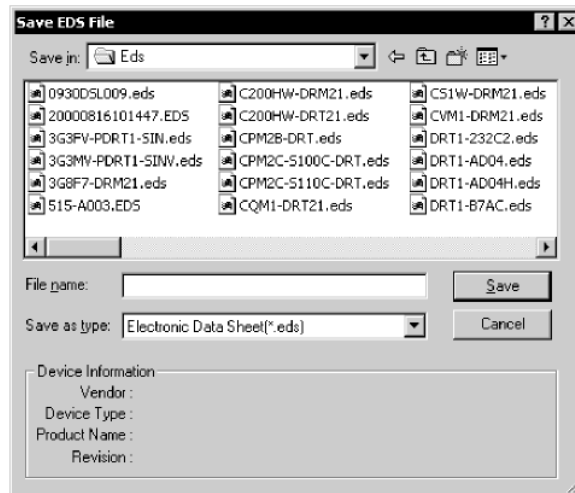 Save EDS File
Save in: Eds
0930DSL009.eds
20000816101447.EDS
3G3FV-PDRT1-SIN.eds
3G3MV-PDRT1-SINV.eds
3G8F7-DRM21.eds
515-A003.EDS
C200HW-DRM21.eds
C200HW-DRT21.eds
CPM2B-DRT.eds
CPM2C-S100C-DRT.eds
CPM2C-S110C-DRT.eds
CQM1-DRT21.eds
CS1W-DRM21.eds
CVM1-DRM21.eds
DRT1-232C2.eds
DRT1-AD04.eds
DRT1-AD04H.eds
DRT1-B7AC.eds
File name:
Save
Save as type: Electronic Data Sheet(*.eds)
Cancel
Device Information
Vendor :
Device Type :
Product Name :
Revision :